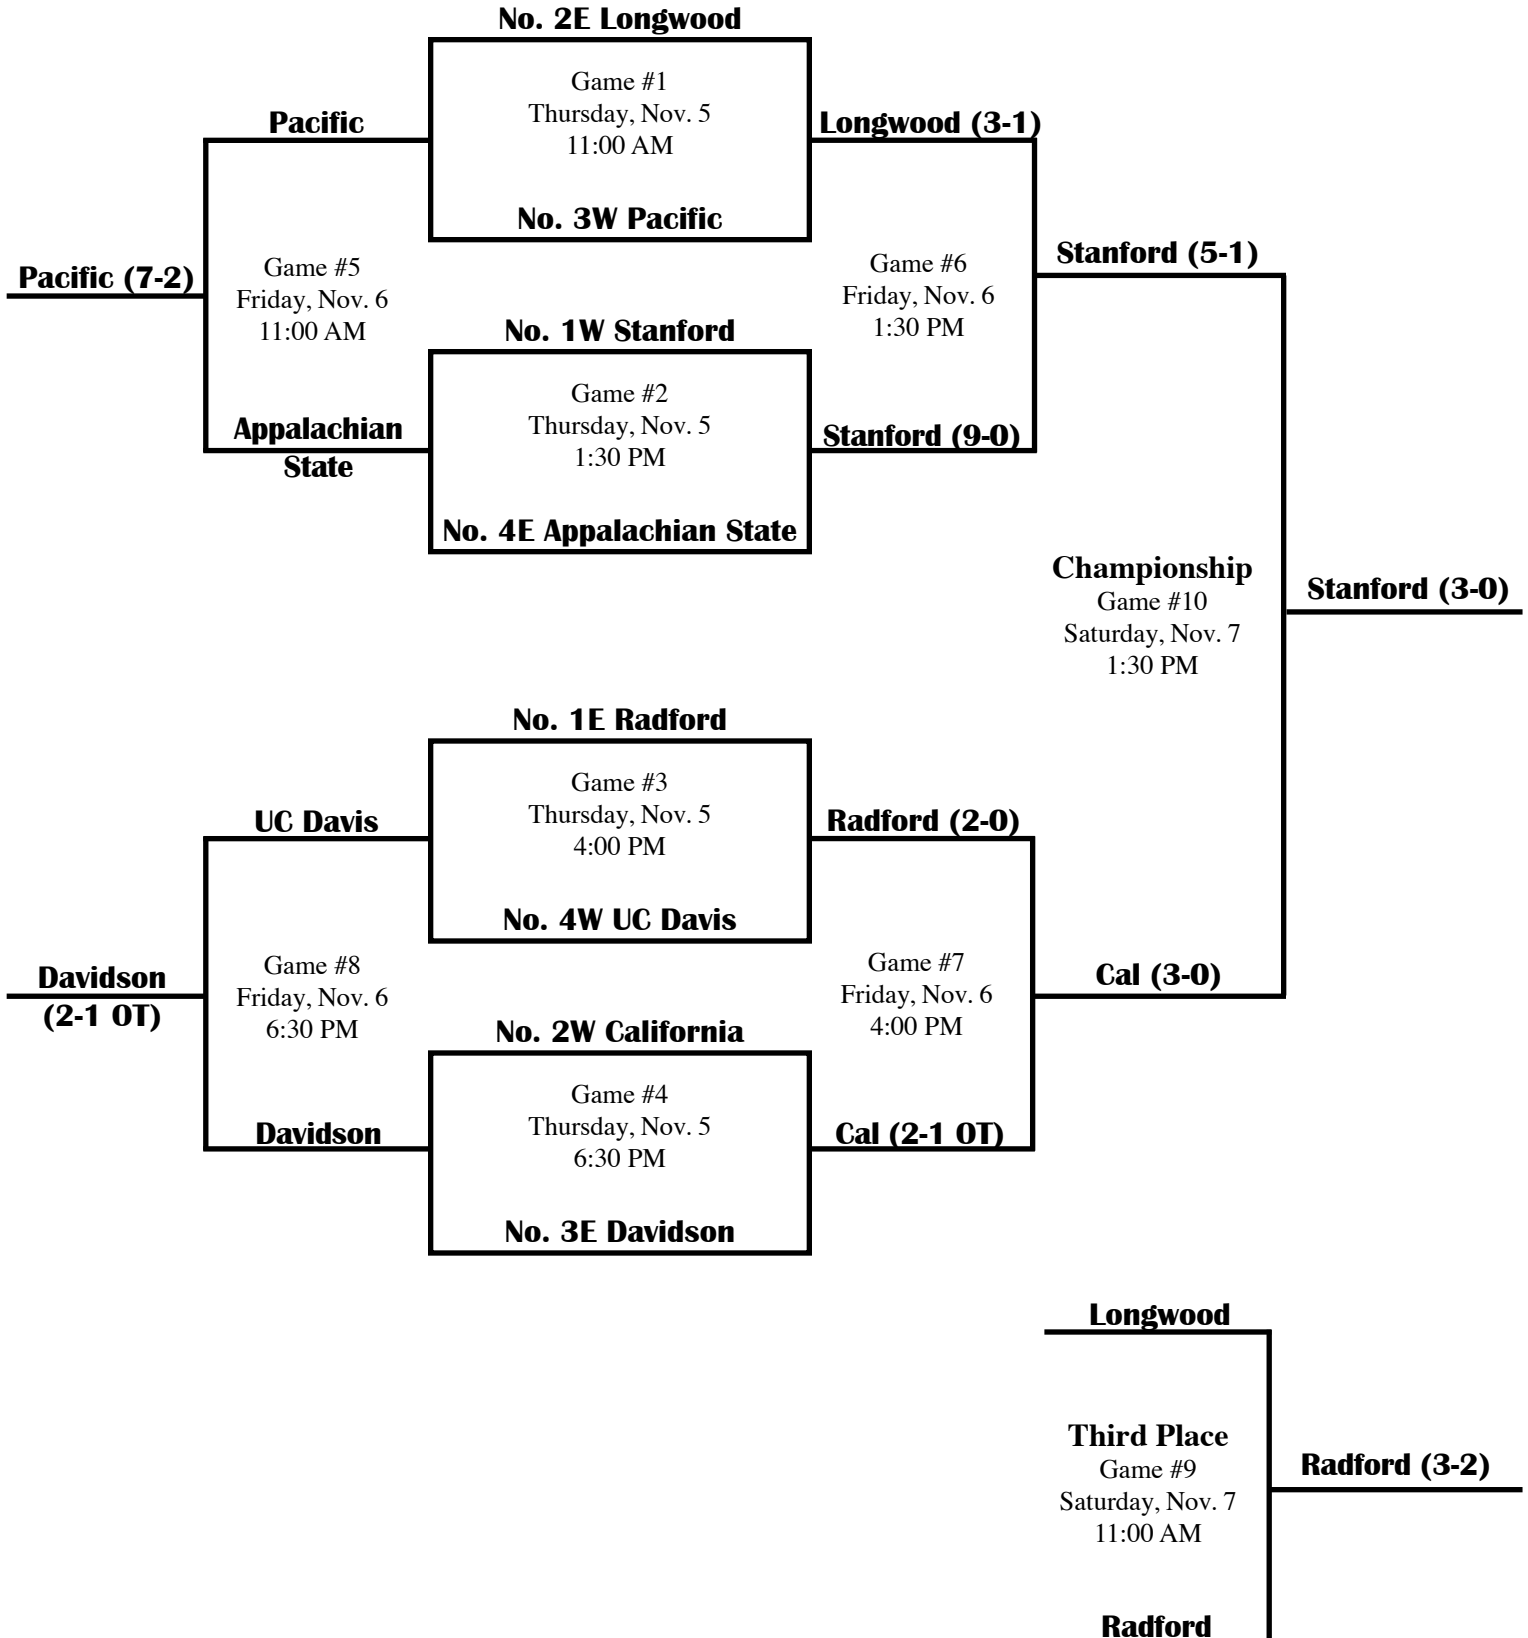 No. 2E Longwood
Game #1
Thursday, Nov. 5
11:00 AM
No. 3W Pacific
Pacific
Longwood (3-1)
Pacific (7-2)
Game #5
Friday, Nov. 6
11:00 AM
Game #6
Friday, Nov. 6
1:30 PM
Stanford (5-1)
No. 1W Stanford
Game #2
Thursday, Nov. 5
1:30 PM
No. 4E Appalachian State
Appalachian
State
Stanford (9-0)
Championship
Game #10
Saturday, Nov. 7
1:30 PM
Stanford (3-0)
No. 1E Radford
Game #3
Thursday, Nov. 5
4:00 PM
No. 4W UC Davis
UC Davis
Radford (2-0)
Davidson
(2-1 OT)
Game #8
Friday, Nov. 6
6:30 PM
Game #7
Friday, Nov. 6
4:00 PM
Cal (3-0)
No. 2W California
Game #4
Thursday, Nov. 5
6:30 PM
No. 3E Davidson
Davidson
Cal (2-1 OT)
Longwood
Third Place
Game #9
Saturday, Nov. 7
11:00 AM
Radford (3-2)
Radford